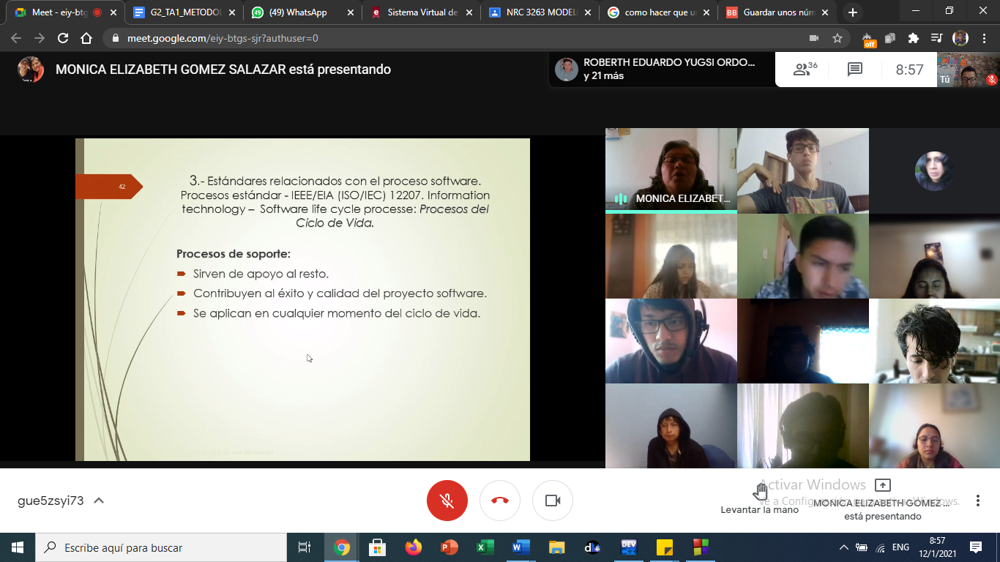 Meet - eiy-btg
G2_TA1_METODOL
(49) WhatsApp
Sistema Virtual de
NRC 3263 MODEL
como hacer que u
BB
Guardar unos núm
meet.google.com/eiy-btgs-sjr?authuser=0
off
MONICA ELIZABETH GOMEZ SALAZAR está presentando
ROBERTH EDUARDO YUGSI ORDO...
y 21 más
36
8:57
Tú
42
3.- Estándares relacionados con el proceso software.
Procesos estándar - IEEE/EIA (ISO/IEC) 12207. Information
technology – Software life cycle processe: Procesos del
Ciclo de Vida.
Procesos de soporte:
Sirven de apoyo al resto.
Contribuyen al éxito y calidad del proyecto software.
Se aplican en cualquier momento del ciclo de vida.
MONICA ELIZABET...
gue5zsyi73
Levantar la mano
Activar Windows
Ve a Configuración para activar Windows.
MONICA ELIZABETH GOMEZ ...
está presentando
Escribe aquí para buscar
DEV
ENG
8:57
12/1/2021